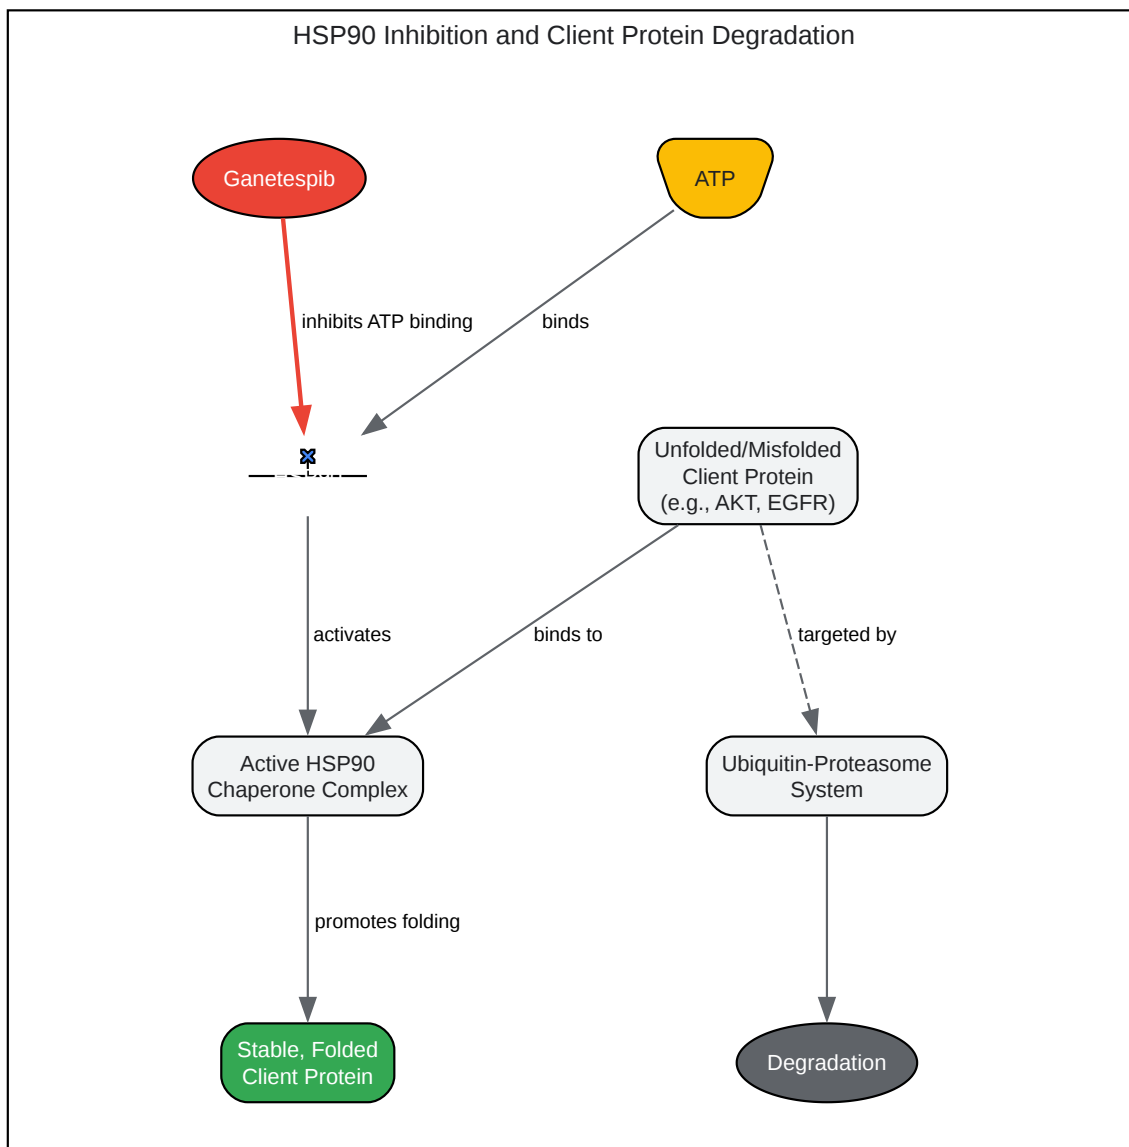 HSP90 Inhibition and Client Protein Degradation
Ganetespib
ATP
inhibits ATP binding
binds
Unfolded/Misfolded
Client Protein
(e.g., AKT, EGFR)
activates
binds to
targeted by
Active HSP90
Chaperone Complex
Ubiquitin-Proteasome
System
promotes folding
Stable, Folded
Client Protein
Degradation